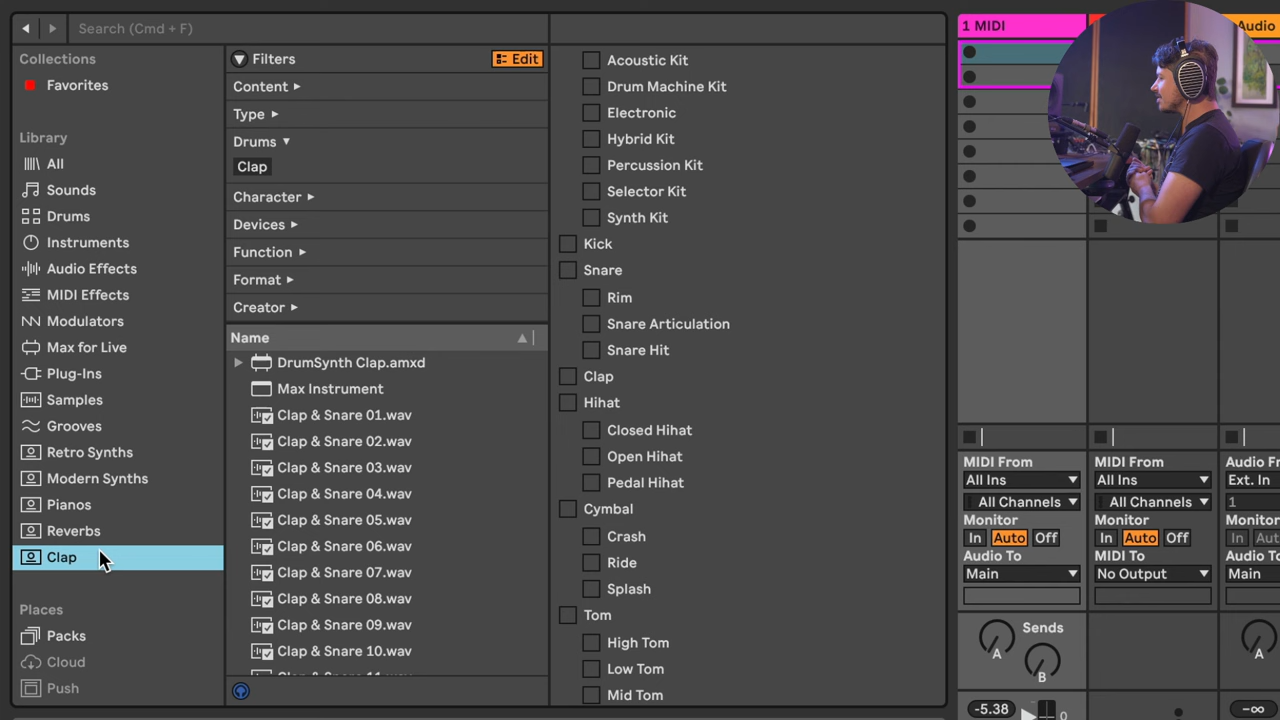 Search (Cmd + F)
Collections
Favorites
Library
All
Sounds
Drums
Instruments
Audio Effects
MIDI Effects
Modulators
Max for Live
Plug-Ins
Samples
Grooves
Retro Synths
Modern Synths
Pianos
Reverbs
Clap
Places
Packs
Cloud
Push
Filters
Edit
Content
Type
Drums
Clap
Character
Devices
Function
Format
Creator
Name
DrumSynth Clap.amxd
Max Instrument
Clap & Snare 01.wav
Clap & Snare 02.wav
Clap & Snare 03.wav
Clap & Snare 04.wav
Clap & Snare 05.wav
Clap & Snare 06.wav
Clap & Snare 07.wav
Clap & Snare 08.wav
Clap & Snare 09.wav
Clap & Snare 10.wav
Acoustic Kit
Drum Machine Kit
Electronic
Hybrid Kit
Percussion Kit
Selector Kit
Synth Kit
Kick
Snare
Rim
Snare Articulation
Snare Hit
Clap
Hihat
Closed Hihat
Open Hihat
Pedal Hihat
Cymbal
Crash
Ride
Splash
Tom
High Tom
Low Tom
Mid Tom
1 MIDI
Audio
MIDI From
All Ins
All Channels
Monitor
In Auto Off
Audio To
Main
Sends
A
B
-5.38
0
MIDI From
All Ins
All Channels
Monitor
In Auto Off
MIDI To
No Output
Audio Fr
Ext. In
1
Monitor
In Aut
Audio To
Main
A
-∞